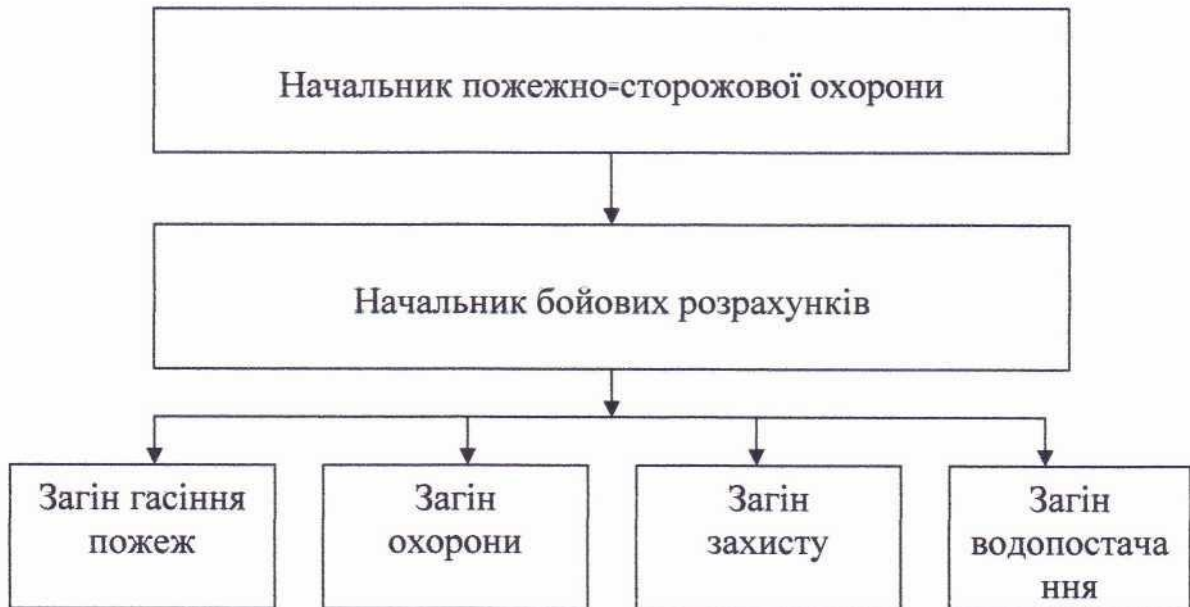 Начальник пожежно-сторожової охорони
Начальник бойових розрахунків
Загін гасіння
пожеж
Загін
охорони
Загін
захисту
Загін
водопостача
ння